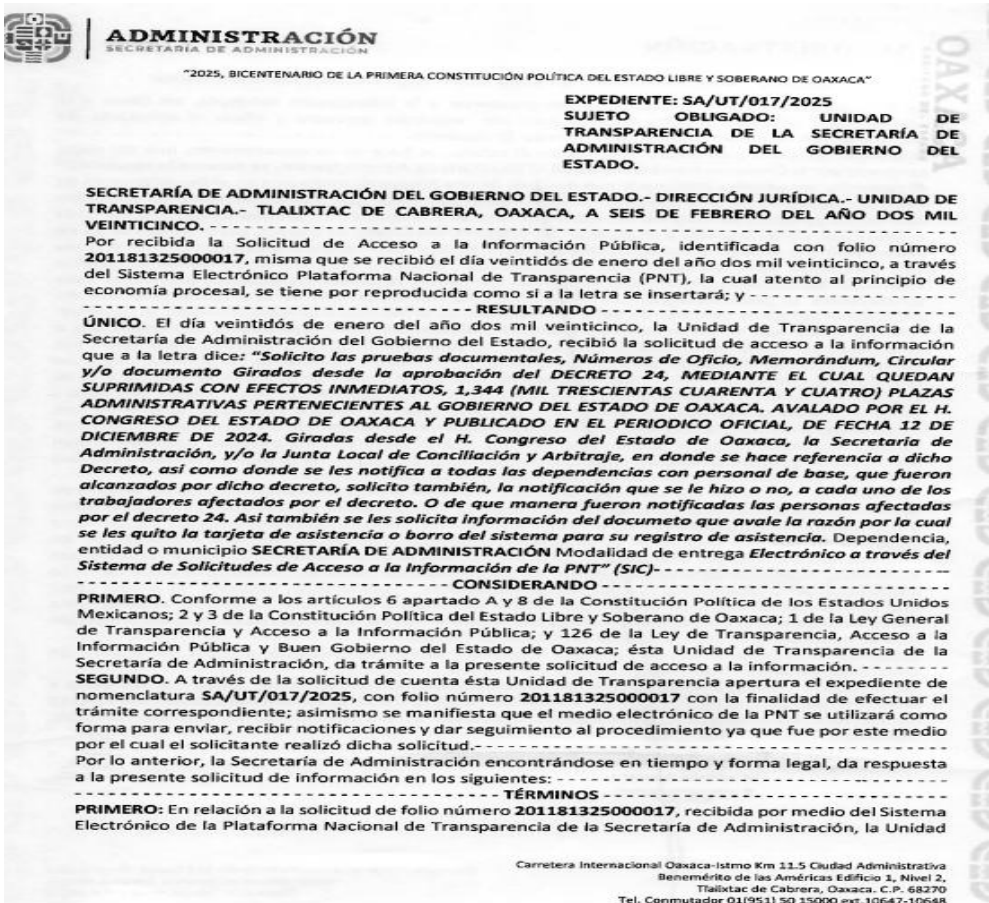 ADMINISTRACIÓN
SECRETARÍA DE ADMINISTRACIÓN
"2025, BICENTENARIO DE LA PRIMERA CONSTITUCIÓN POLÍTICA DEL ESTADO LIBRE Y SOBERANO DE OAXACA"
OAXACA
EXPEDIENTE: SA/UT/017/2025
SUJETO OBLIGADO: UNIDAD DE
TRANSPARENCIA DE LA SECRETARÍA DE
ADMINISTRACIÓN DEL GOBIERNO DEL
ESTADO.
SECRETARÍA DE ADMINISTRACIÓN DEL GOBIERNO DEL ESTADO.- DIRECCIÓN JURÍDICA.- UNIDAD DE
TRANSPARENCIA.- TLALIXTAC DE CABRERA, OAXACA, A SEIS DE FEBRERO DEL AÑO DOS MIL
VEINTICINCO. - - - - - - - - - - - - - - - - - - - - - - - - - - - - - - - - - - - - - - - -
Por recibida la Solicitud de Acceso a la Información Pública, identificada con folio número
201181325000017, misma que se recibió el día veintidós de enero del año dos mil veinticinco, a través
del Sistema Electrónico Plataforma Nacional de Transparencia (PNT), la cual atento al principio de
economía procesal, se tiene por reproducida como si a la letra se insertará; y - - - - - - - - - - - - - -
- - - - - - - - - - - - - - - - - - - - - - - RESULTANDO - - - - - - - - - - - - - - - - - - - - - - -
ÚNICO. El día veintidós de enero del año dos mil veinticinco, la Unidad de Transparencia de la
Secretaría de Administración del Gobierno del Estado, recibió la solicitud de acceso a la información
que a la letra dice: "Solicito las pruebas documentales, Números de Oficio, Memorándum, Circular
y/o documento Girados desde la aprobación del DECRETO 24, MEDIANTE EL CUAL QUEDAN
SUPRIMIDAS CON EFECTOS INMEDIATOS, 1,344 (MIL TRESCIENTAS CUARENTA Y CUATRO) PLAZAS
ADMINISTRATIVAS PERTENECIENTES AL GOBIERNO DEL ESTADO DE OAXACA. AVALADO POR EL H.
CONGRESO DEL ESTADO DE OAXACA Y PUBLICADO EN EL PERIODICO OFICIAL, DE FECHA 12 DE
DICIEMBRE DE 2024. Giradas desde el H. Congreso del Estado de Oaxaca, la Secretaria de
Administración, y/o la Junta Local de Conciliación y Arbitraje, en donde se hace referencia a dicho
Decreto, asi como donde se les notifica a todas las dependencias con personal de base, que fueron
alcanzados por dicho decreto, solicito también, la notificación que se le hizo o no, a cada uno de los
trabajadores afectados por el decreto. O de que manera fueron notificadas las personas afectadas
por el decreto 24. Asi también se les solicita información del documeto que avale la razón por la cual
se les quito la tarjeta de asistencia o borro del sistema para su registro de asistencia. Dependencia,
entidad o municipio SECRETARÍA DE ADMINISTRACIÓN Modalidad de entrega Electrónico a través del
Sistema de Solicitudes de Acceso a la Información de la PNT" (SIC)- - - - - - - - - - - - - - - - - - - -
- - - - - - - - - - - - - - - - - - - - - CONSIDERANDO - - - - - - - - - - - - - - - - - - - - - - -
PRIMERO. Conforme a los artículos 6 apartado A y 8 de la Constitución Política de los Estados Unidos
Mexicanos; 2 y 3 de la Constitución Política del Estado Libre y Soberano de Oaxaca; 1 de la Ley General
de Transparencia y Acceso a la Información Pública; y 126 de la Ley de Transparencia, Acceso a la
Información Pública y Buen Gobierno del Estado de Oaxaca; ésta Unidad de Transparencia de la
Secretaría de Administración, da trámite a la presente solicitud de acceso a la información. - - - - - - -
SEGUNDO. A través de la solicitud de cuenta ésta Unidad de Transparencia apertura el expediente de
nomenclatura SA/UT/017/2025, con folio número 201181325000017 con la finalidad de efectuar el
trámite correspondiente; asimismo se manifiesta que el medio electrónico de la PNT se utilizará como
forma para enviar, recibir notificaciones y dar seguimiento al procedimiento ya que fue por este medio
por el cual el solicitante realizó dicha solicitud.- - - - - - - - - - - - - - - - - - - - - - - - - - - - - -
Por lo anterior, la Secretaría de Administración encontrándose en tiempo y forma legal, da respuesta
a la presente solicitud de información en los siguientes: - - - - - - - - - - - - - - - - - - - - - - - - -
- - - - - - - - - - - - - - - - - - - - - - - - - TÉRMINOS - - - - - - - - - - - - - - - - - - - - - - - -
PRIMERO: En relación a la solicitud de folio número 201181325000017, recibida por medio del Sistema
Electrónico de la Plataforma Nacional de Transparencia de la Secretaría de Administración, la Unidad
Carretera Internacional Oaxaca-Istmo Km 11.5 Ciudad Administrativa
Benemérito de las Américas Edificio 1, Nivel 2,
Tlalixtac de Cabrera, Oaxaca. C.P. 68270
Tel. Conmutador 01(951) 50 15000 ext.10647-10648